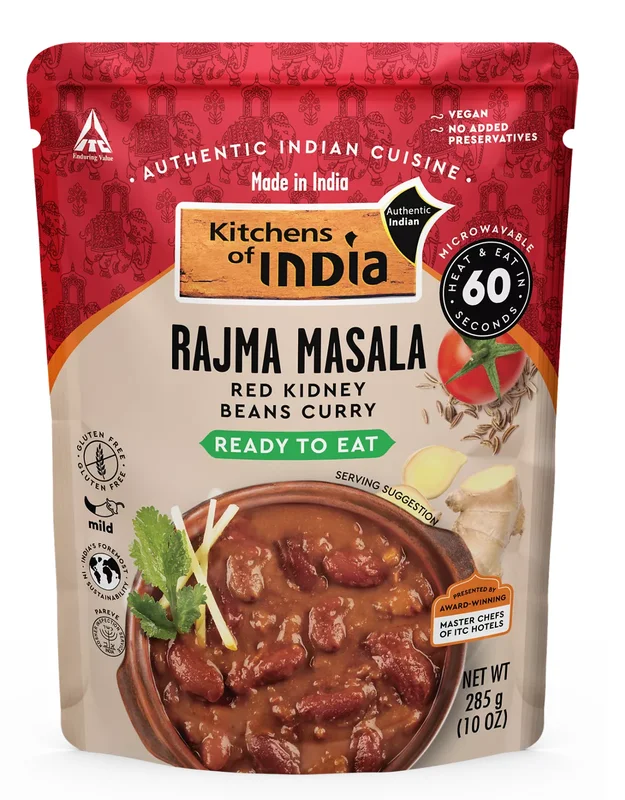 ITC
Enduring Value
VEGAN
NO ADDED
PRESERVATIVES
• AUTHENTIC INDIAN CUISINE •
Made in India
Kitchens
of INDIA
Authentic
Indian
MICROWAVABLE
HEAT & EAT IN
60
SECONDS
RAJMA MASALA
RED KIDNEY
BEANS CURRY
READY TO EAT
SERVING SUGGESTION
GLUTEN FREE
GLUTEN FREE
mild
INDIA'S FOREMOST
IN SUSTAINABILITY
PAREVE
KOSHER INSPECTION SERVICE
PRESENTED BY
AWARD-WINNING
MASTER CHEFS
OF ITC HOTELS
NET WT
285 g
(10 OZ)